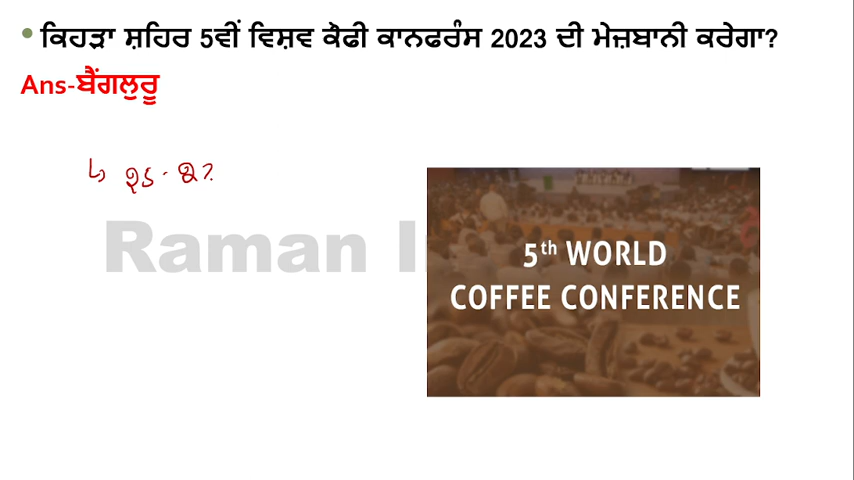 • ਕਿਹੜਾ ਸ਼ਹਿਰ 5ਵੀਂ ਵਿਸ਼ਵ ਕੌਫੀ ਕਾਨਫਰੰਸ 2023 ਦੀ ਮੇਜ਼ਬਾਨੀ ਕਰੇਗਾ?
Ans-ਬੈਂਗਲੁਰੂ
Raman I
5th WORLD
COFFEE CONFERENCE